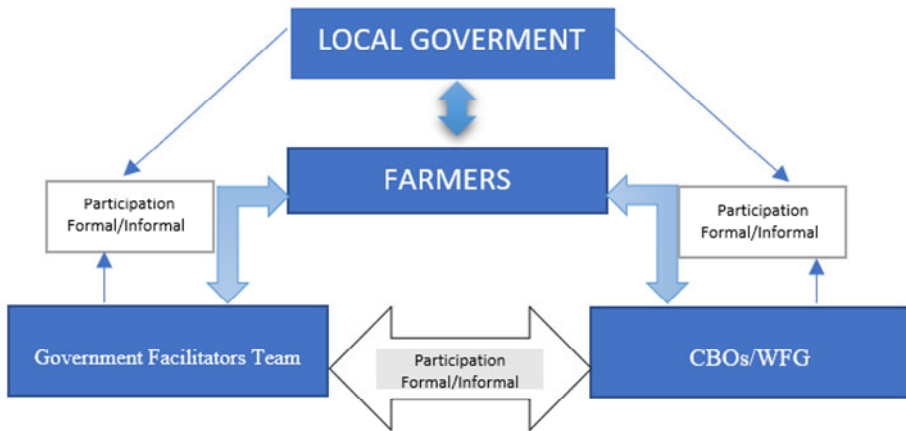 LOCAL GOVERMENT
FARMERS
Participation
Formal/Informal
Participation
Formal/Informal
Government Facilitators Team
Participation
Formal/Informal
CBOs/WFG